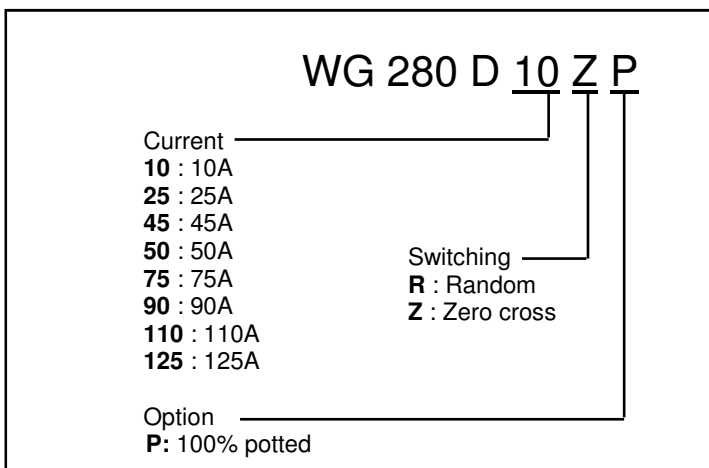 WG 280 D 10 Z P
Current
10 : 10A
25 : 25A
45 : 45A
50 : 50A
75 : 75A
90 : 90A
110 : 110A
125 : 125A
Switching
R : Random
Z : Zero cross
Option
P: 100% potted